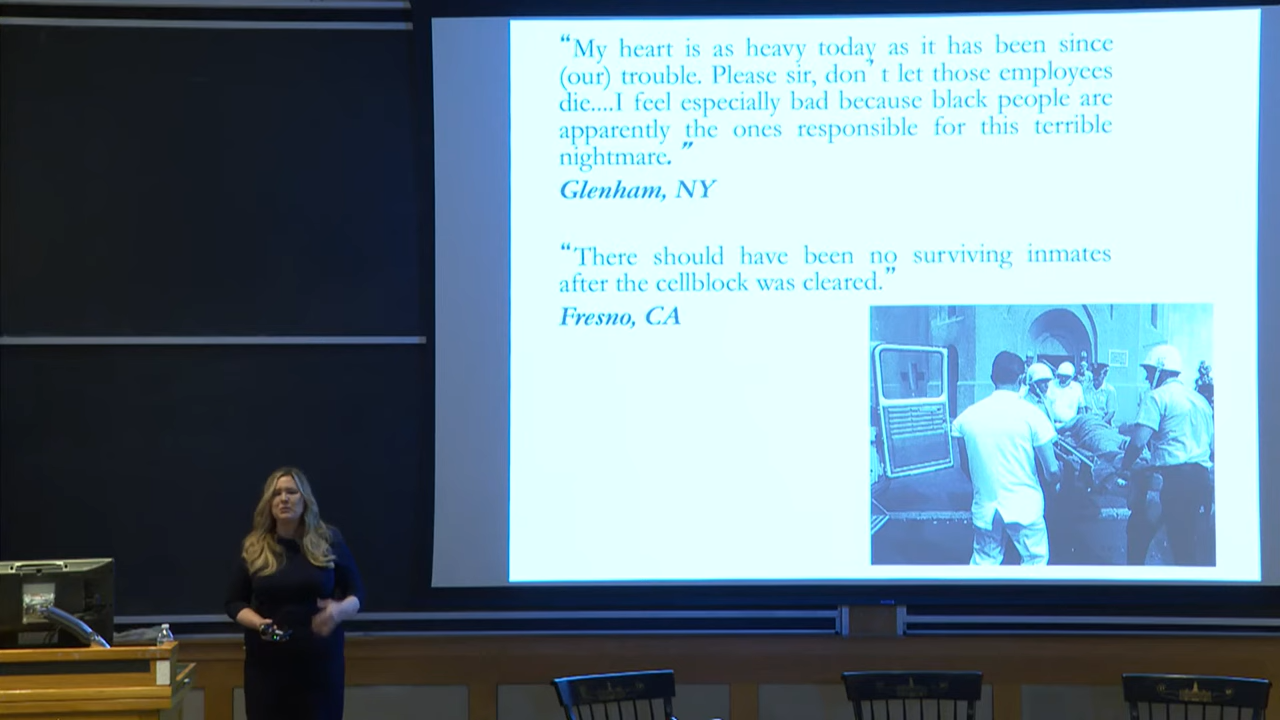 “My heart is as heavy today as it has been since
(our) trouble. Please sir, don’t let those employees
die....I feel especially bad because black people are
apparently the ones responsible for this terrible
nightmare.”
Glenham, NY
“There should have been no surviving inmates
after the cellblock was cleared.”
Fresno, CA